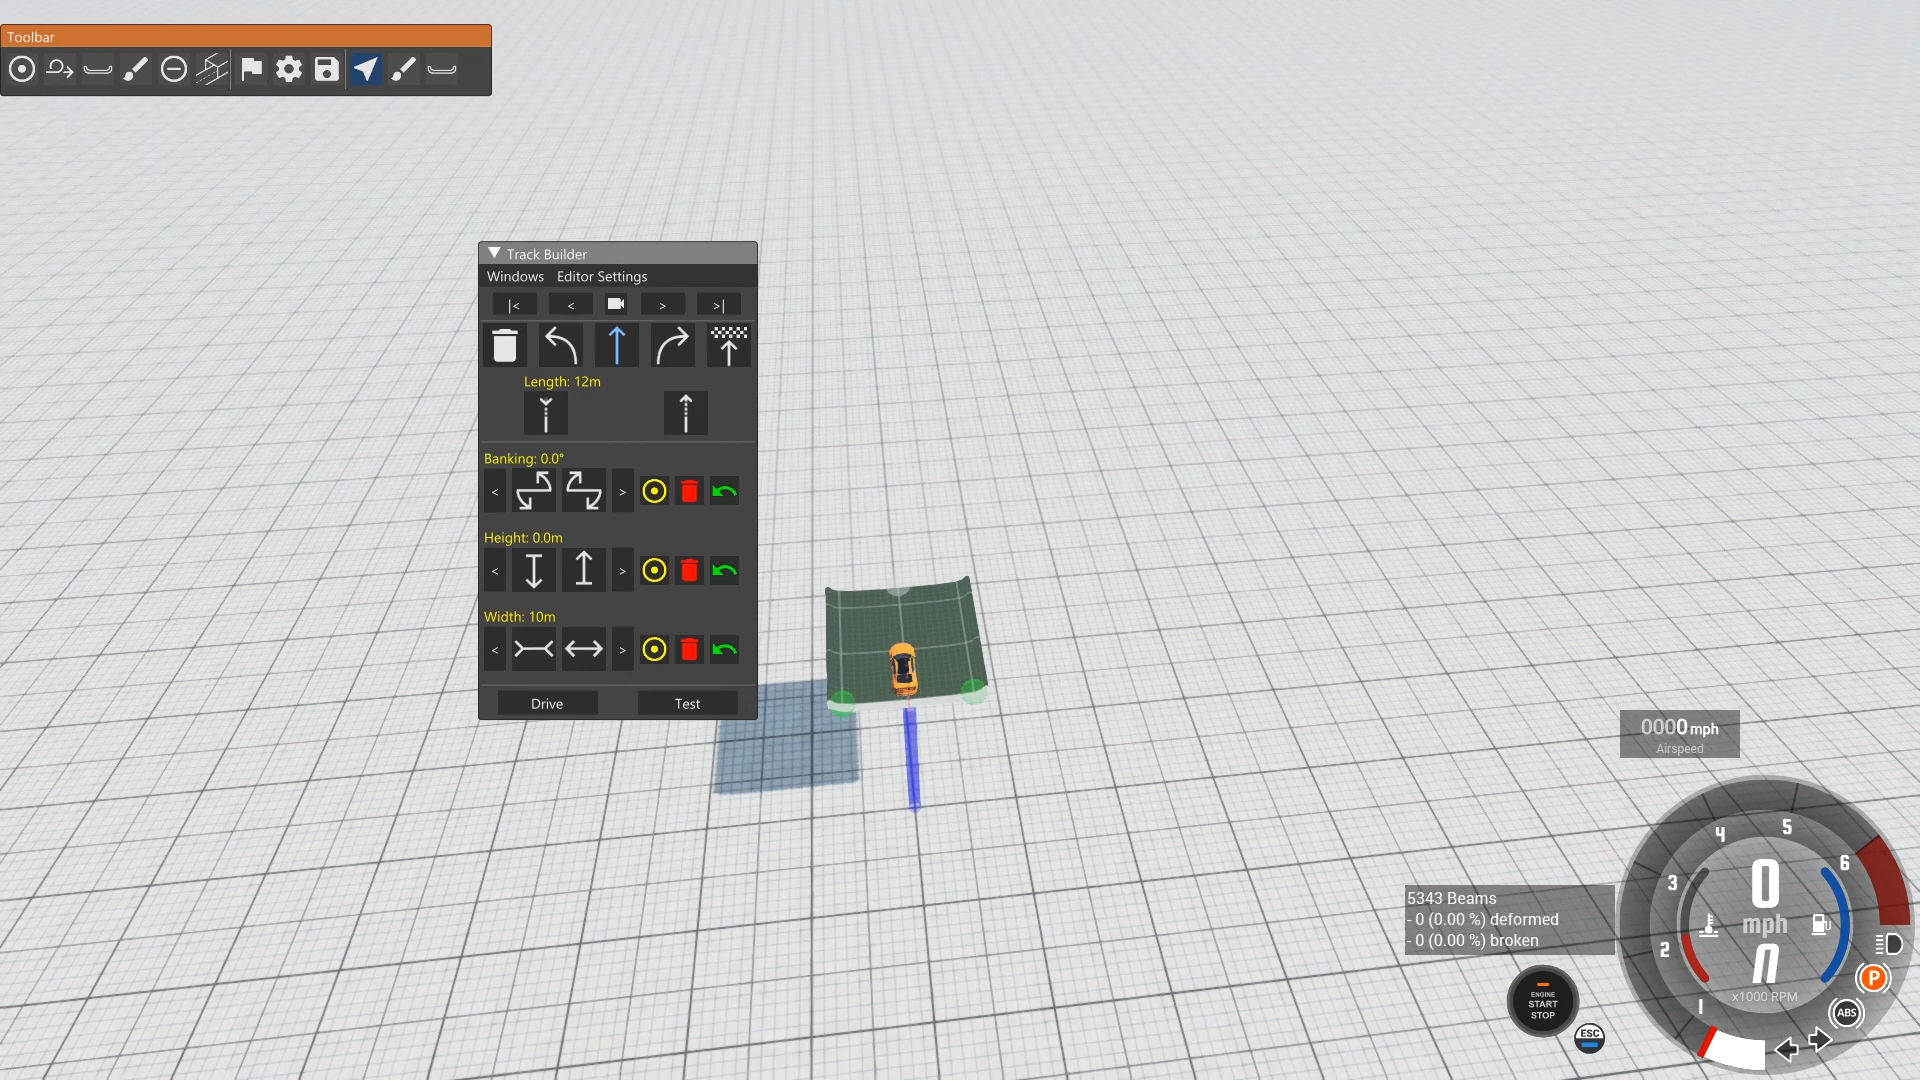 Toolbar
Track Builder
Windows Editor Settings
|< < > >|
Length: 12m
Banking: 0.0°
< >
Height: 0.0m
< >
Width: 10m
< >
Drive Test
0000mph
Airspeed
5343 Beams
- 0 (0.00 %) deformed
- 0 (0.00 %) broken
1 2 3 4 5 6
0
mph
0
x1000 RPM
P
ABS
ENGINE
START
STOP
ESC